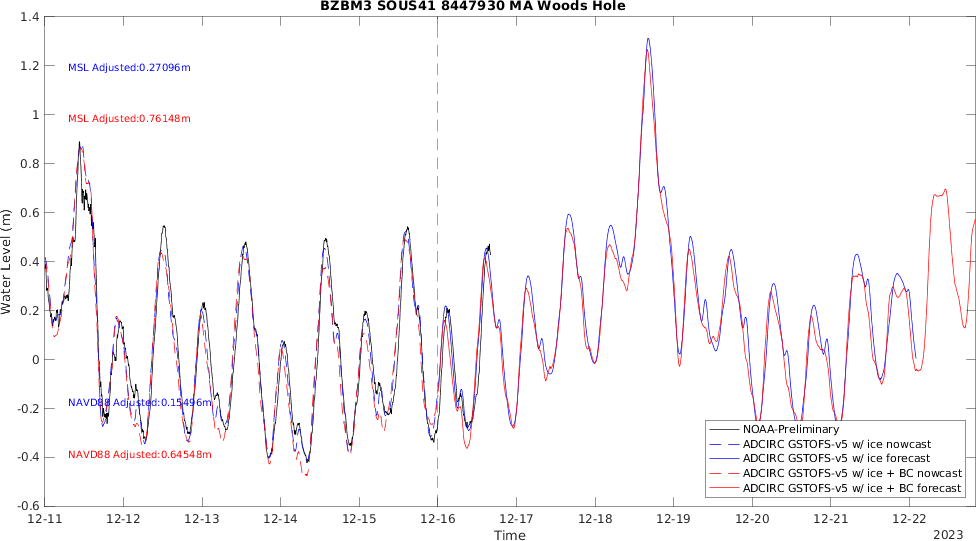 BZBM3 SOUS41 8447930 MA Woods Hole
1.4
1.2
1
0.8
0.6
0.4
0.2
0
-0.2
-0.4
-0.6
Water Level (m)
MSL Adjusted:0.27096m
MSL Adjusted:0.76148m
NAVD88 Adjusted:0.15496m
NAVD88 Adjusted:0.64548m
NOAA-Preliminary
ADCIRC GSTOFS-v5 w/ ice nowcast
ADCIRC GSTOFS-v5 w/ ice forecast
ADCIRC GSTOFS-v5 w/ ice + BC nowcast
ADCIRC GSTOFS-v5 w/ ice + BC forecast
12-11 12-12 12-13 12-14 12-15 12-16 12-17 12-18 12-19 12-20 12-21 12-22
Time
2023